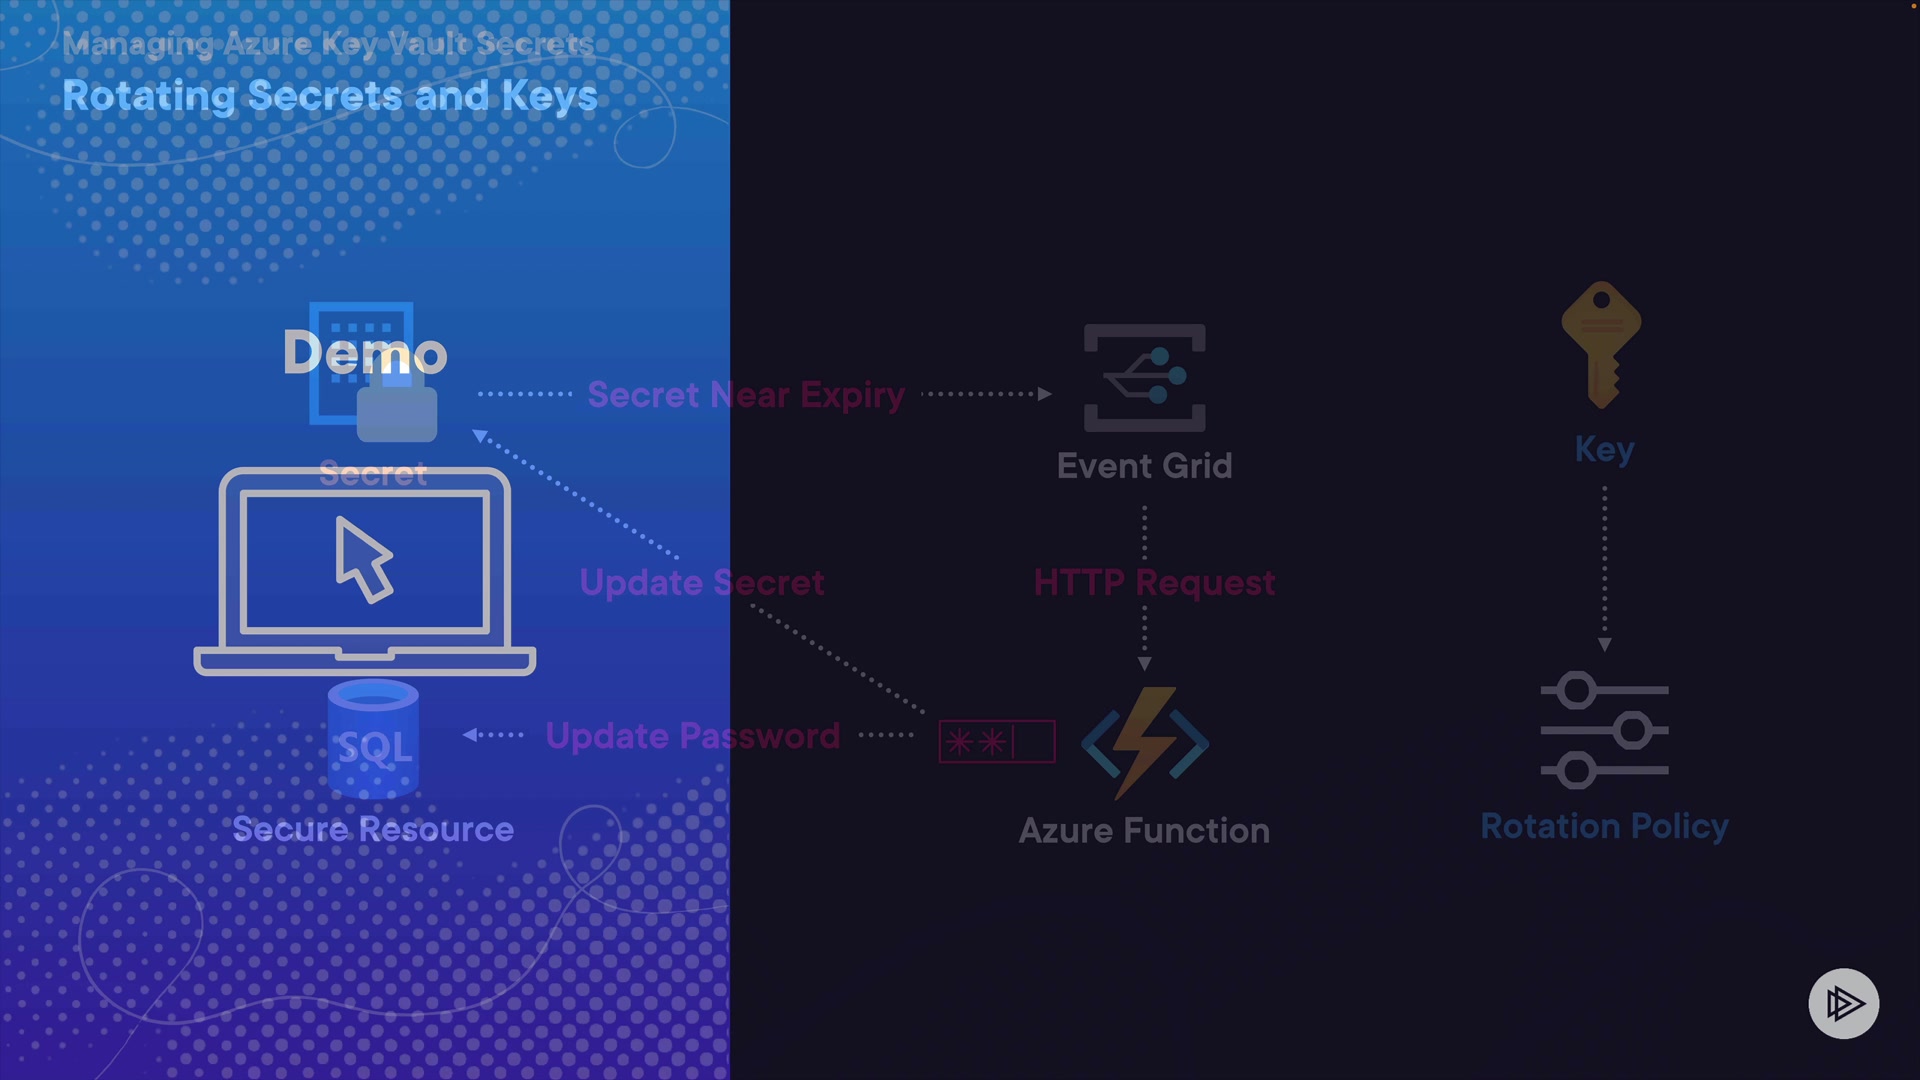 Managing Azure Key Vault Secrets
Rotating Secrets and Keys
Demo
Secret Near Expiry
Event Grid
Key
Secret
Update Secret
HTTP Request
SQL
Update Password
**
Secure Resource
Azure Function
Rotation Policy